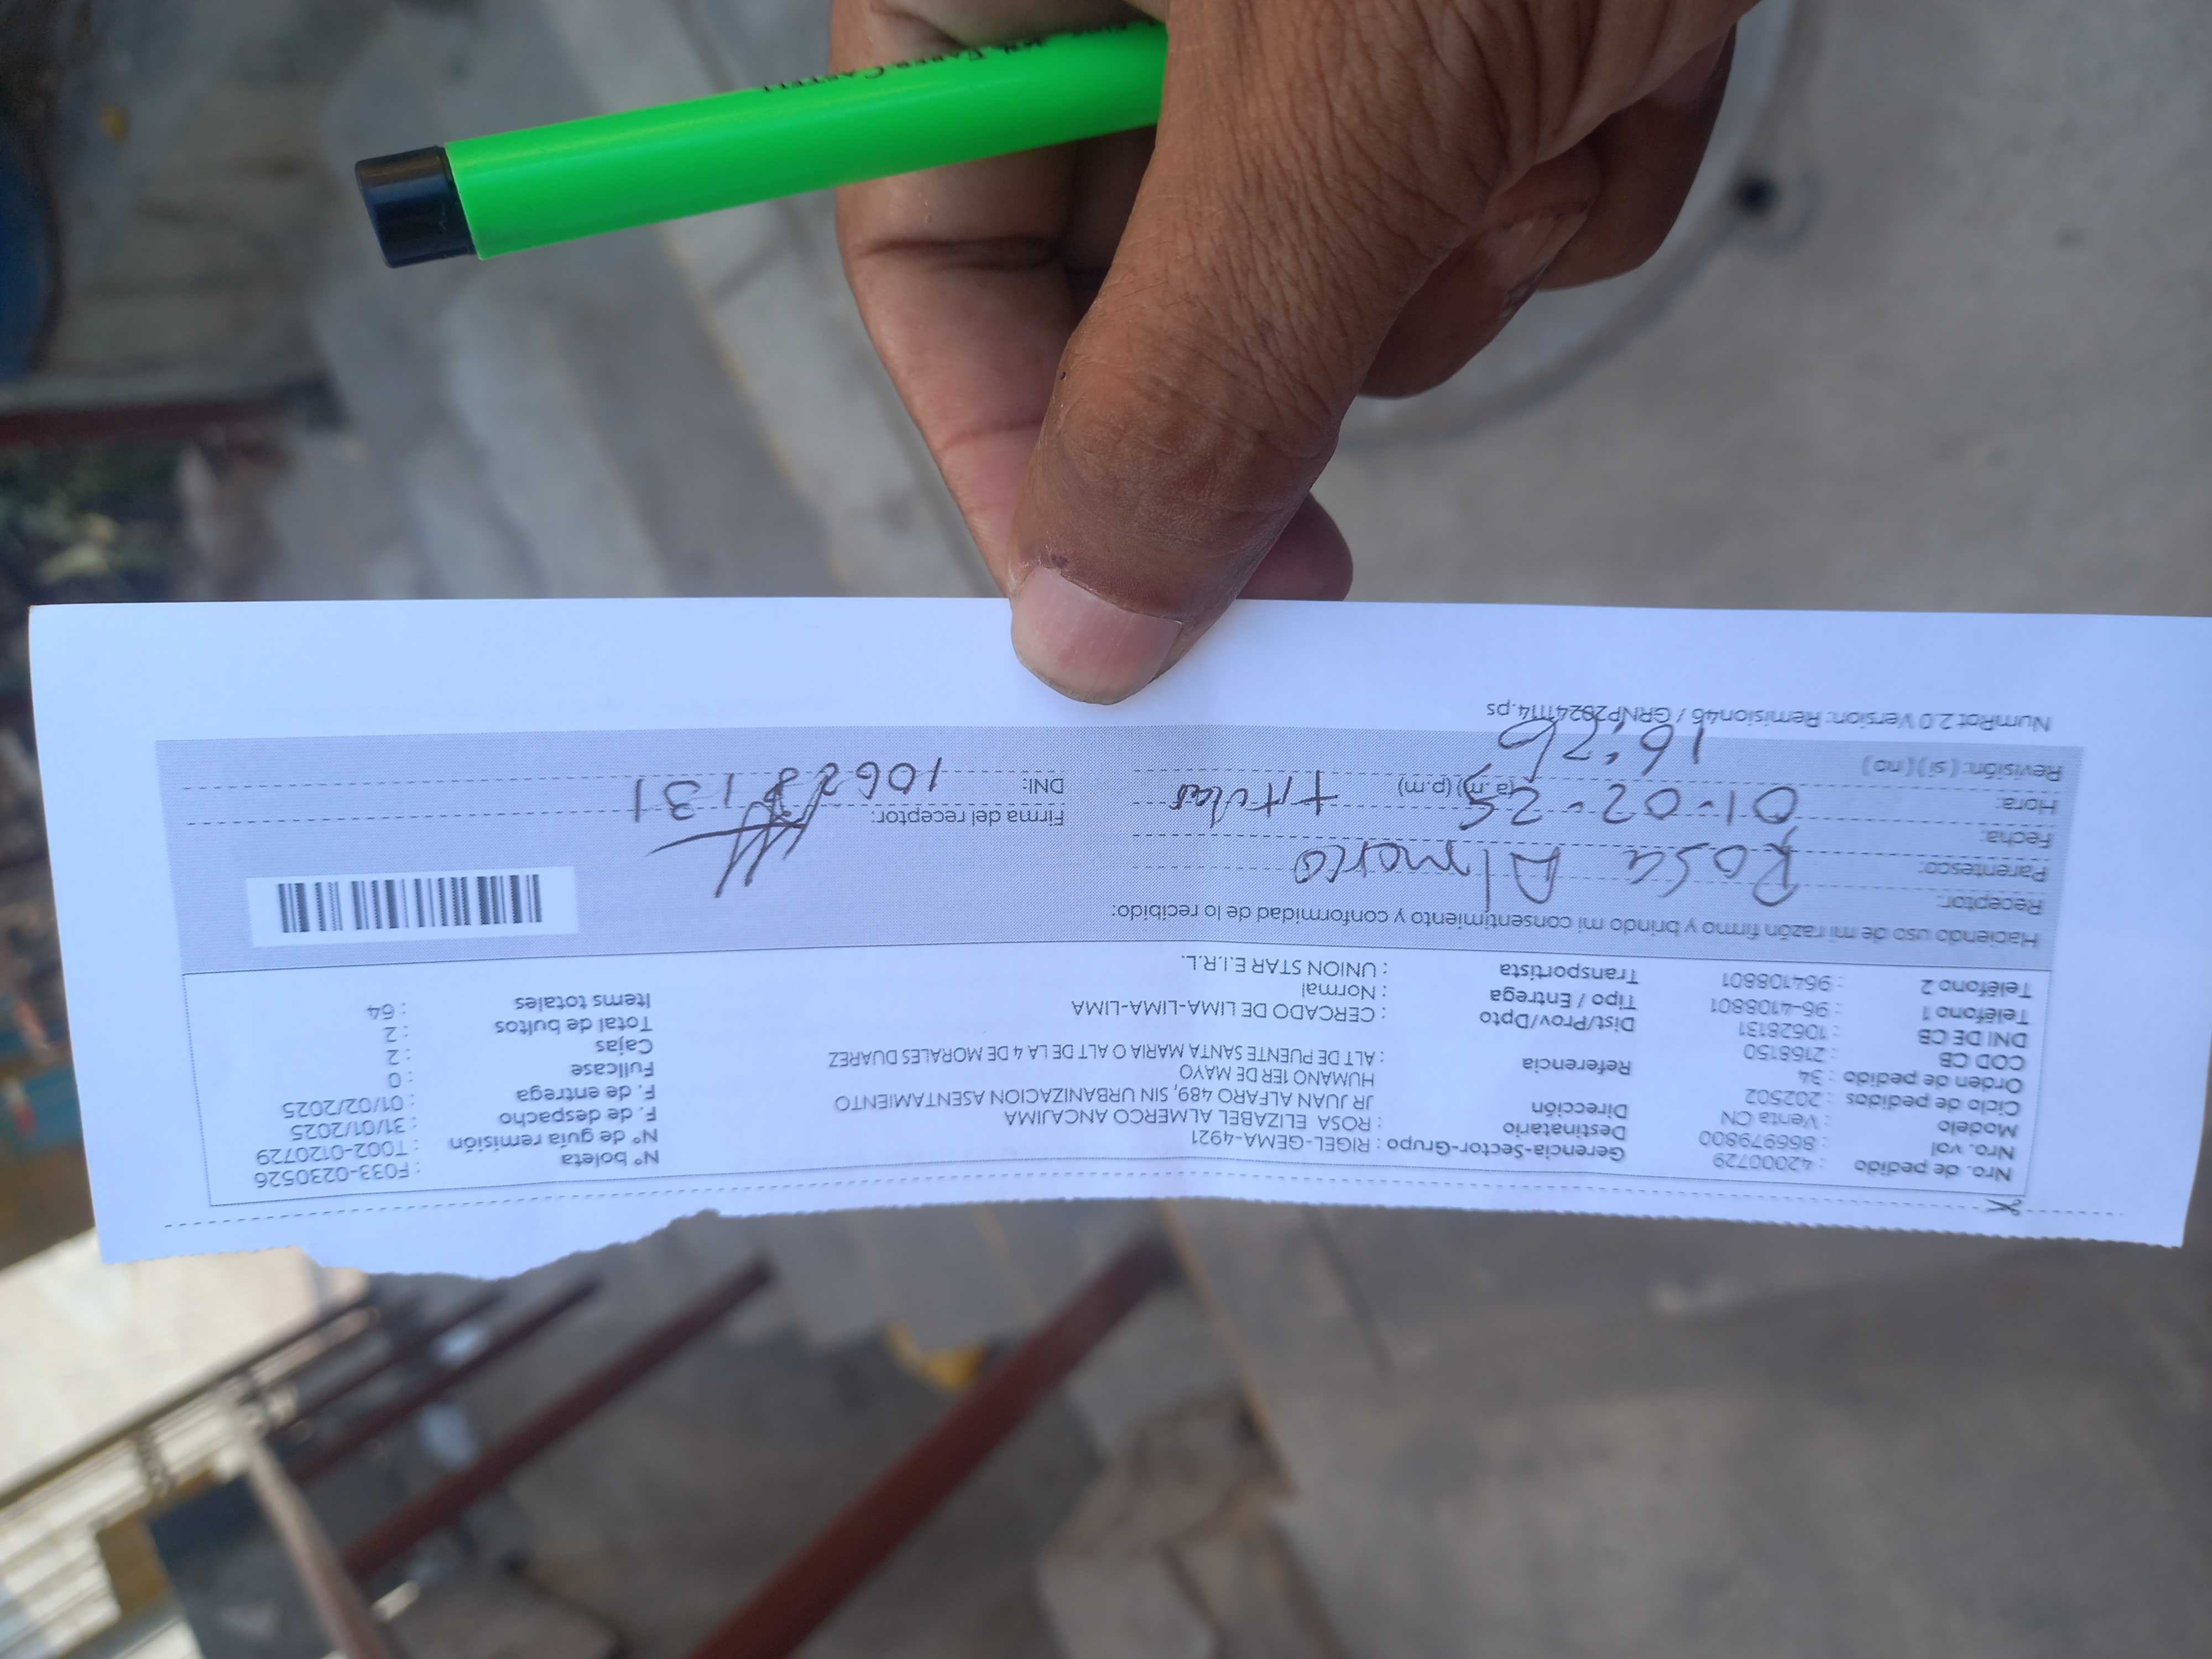 Nro. de pedido : 42000729 Gerencia-Sector-Grupo : RIGEL-GEMA-4921 N° boleta : F033-0230526
Nro. vol : 866979800 Destinatario : ROSA ELIZABEL ALMERCO ANCAJIMA N° de guía remisión : T002-0120729
Modelo : Venta CN Dirección JR JUAN ALFARO 489, SIN URBANIZACION ASENTAMIENTO F. de despacho : 31/01/2025
Ciclo de pedidos : 202502 HUMANO 1ER DE MAYO F. de entrega : 01/02/2025
Orden de pedido : 34 Referencia : ALT DE PUENTE SANTA MARIA O ALT DE LA 4 DE MORALES DUAREZ Fullcase : 0
COD CB : 2168150 Dist/Prov/Dpto : CERCADO DE LIMA-LIMA-LIMA Cajas : 2
DNI DE CB : 10628131 Tipo / Entrega : Normal Total de bultos : 2
Teléfono 1 : 96-4108801 Transportista : UNION STAR E.I.R.L. Items totales : 64
Teléfono 2 : 964108801
Haciendo uso de mi razón firmo y brindo mi consentimiento y conformidad de lo recibido:
Receptor: Rosa Almerco
Parentesco: titular
Fecha: 01-02-25 Firma del receptor:
Hora: 16:26 (a.m) (p.m) DNI: 10628131
Revisión: ( si ) ( no )
NumRot 2.0 Version: Remision46 / GRNP20241114.ps
FABER CASTELL